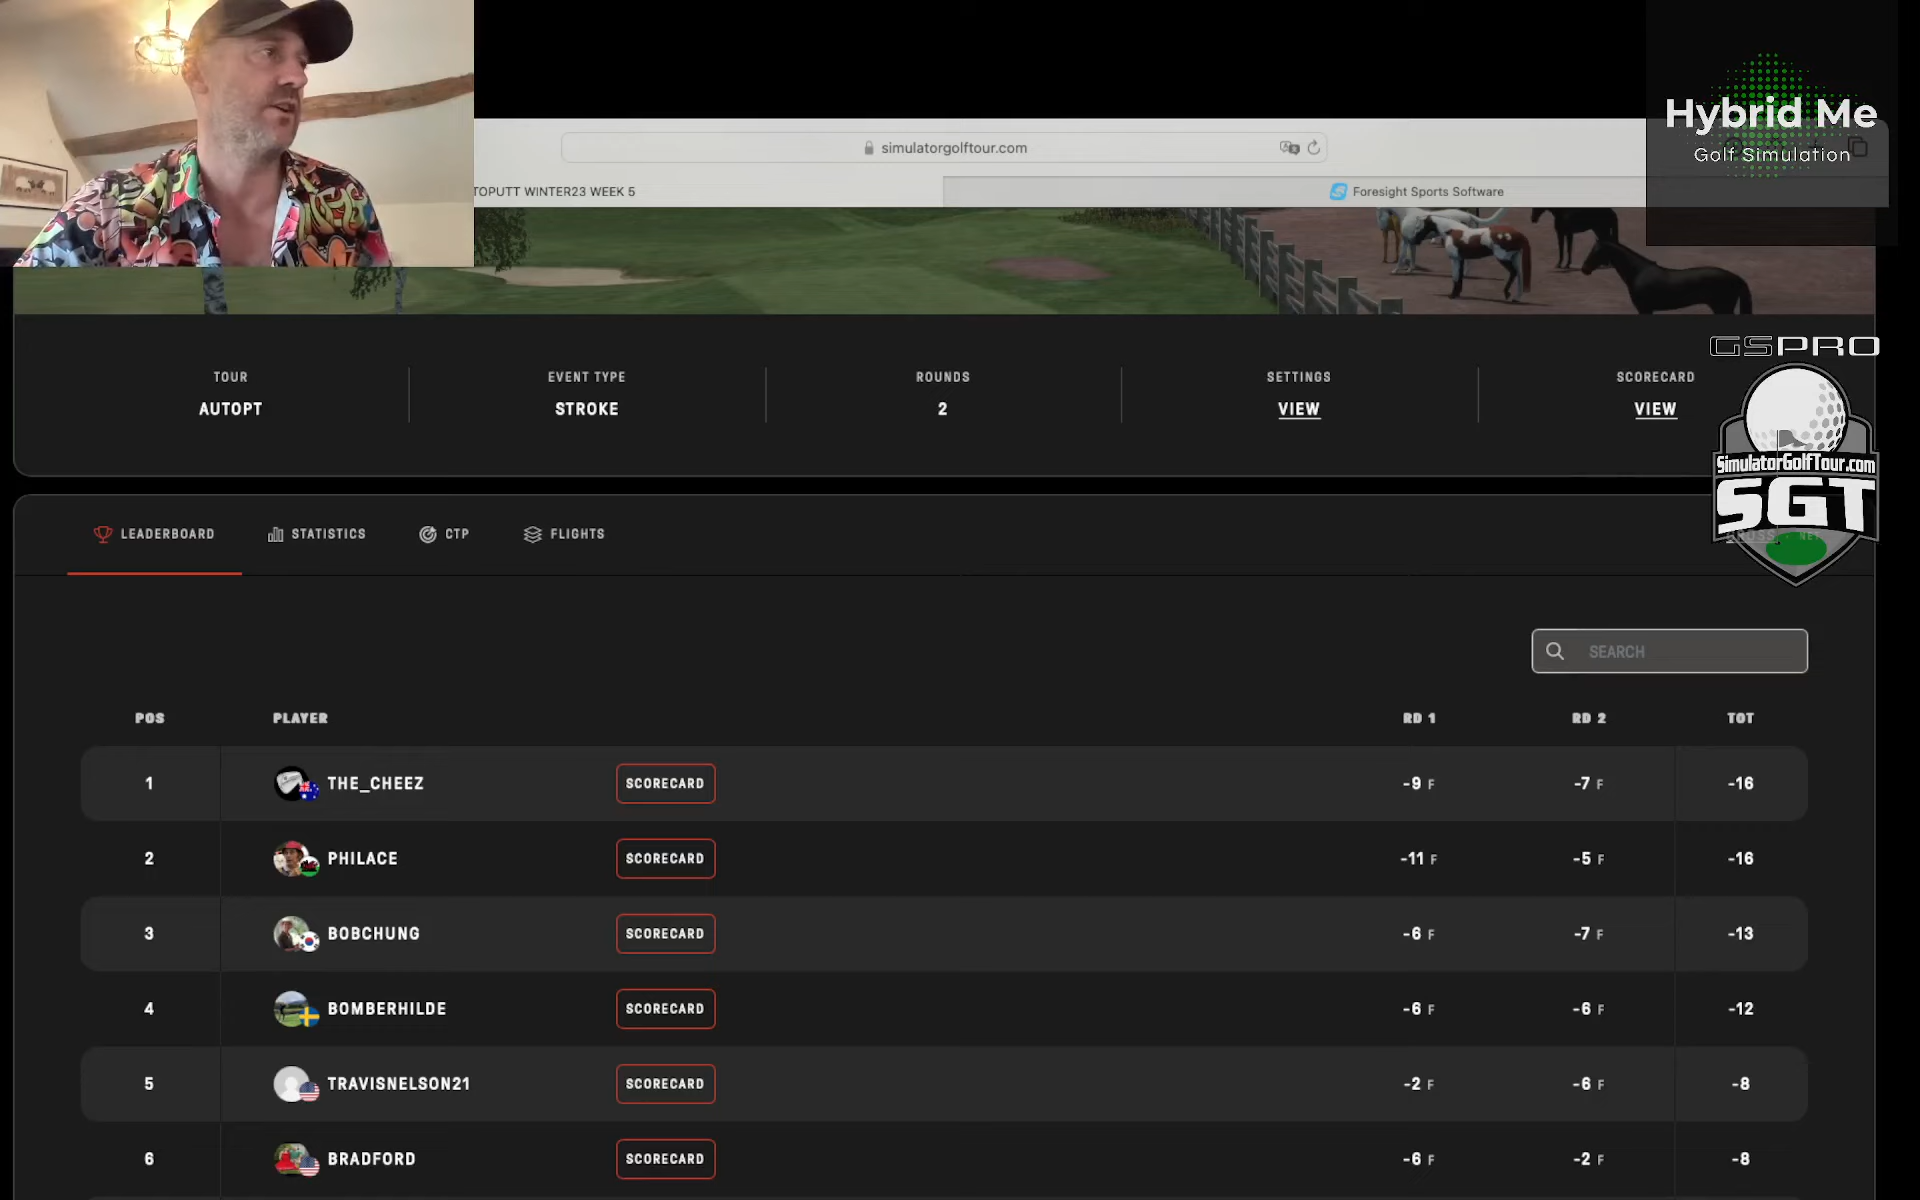 Hybrid Me
Golf Simulation
simulatorgolftour.com
TOPUTT WINTER23 WEEK 5
Foresight Sports Software
GSPRO
TOUR
AUTOPT
EVENT TYPE
STROKE
ROUNDS
2
SETTINGS
VIEW
SCORECARD
VIEW
SimulatorGolfTour.com
SGT
LEADERBOARD
STATISTICS
CTP
FLIGHTS
GROSS NET
SEARCH
POS PLAYER RD 1 RD 2 TOT
1 THE_CHEEZ SCORECARD -9 F -7 F -16
2 PHILACE SCORECARD -11 F -5 F -16
3 BOBCHUNG SCORECARD -6 F -7 F -13
4 BOMBERHILDE SCORECARD -6 F -6 F -12
5 TRAVISNELSON21 SCORECARD -2 F -6 F -8
6 BRADFORD SCORECARD -6 F -2 F -8